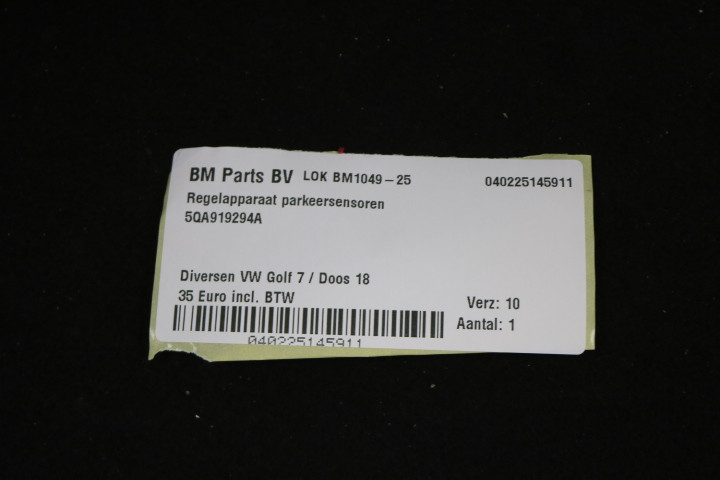 BM Parts BV LOK BM1049-25 040225145911
Regelapparaat parkeersensoren
5QA919294A
Diversen VW Golf 7 / Doos 18
35 Euro incl. BTW Verz: 10
Aantal: 1
040225145911